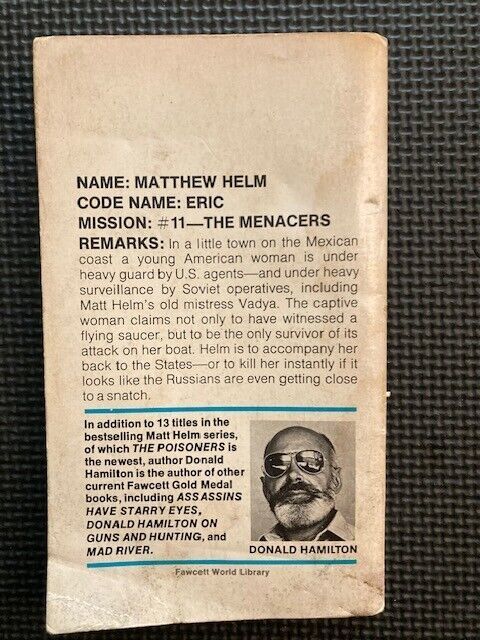 NAME: MATTHEW HELM
CODE NAME: ERIC
MISSION: #11—THE MENACERS
REMARKS: In a little town on the Mexican
coast a young American woman is under
heavy guard by U.S. agents—and under heavy
surveillance by Soviet operatives, including
Matt Helm's old mistress Vadya. The captive
woman claims not only to have witnessed a
flying saucer, but to be the only survivor of its
attack on her boat. Helm is to accompany her
back to the States—or to kill her instantly if it
looks like the Russians are even getting close
to a snatch.
In addition to 13 titles in the
bestselling Matt Helm series,
of which THE POISONERS is
the newest, author Donald
Hamilton is the author of other
current Fawcett Gold Medal
books, including ASSASSINS
HAVE STARRY EYES,
DONALD HAMILTON ON
GUNS AND HUNTING, and
MAD RIVER.
DONALD HAMILTON
Fawcett World Library